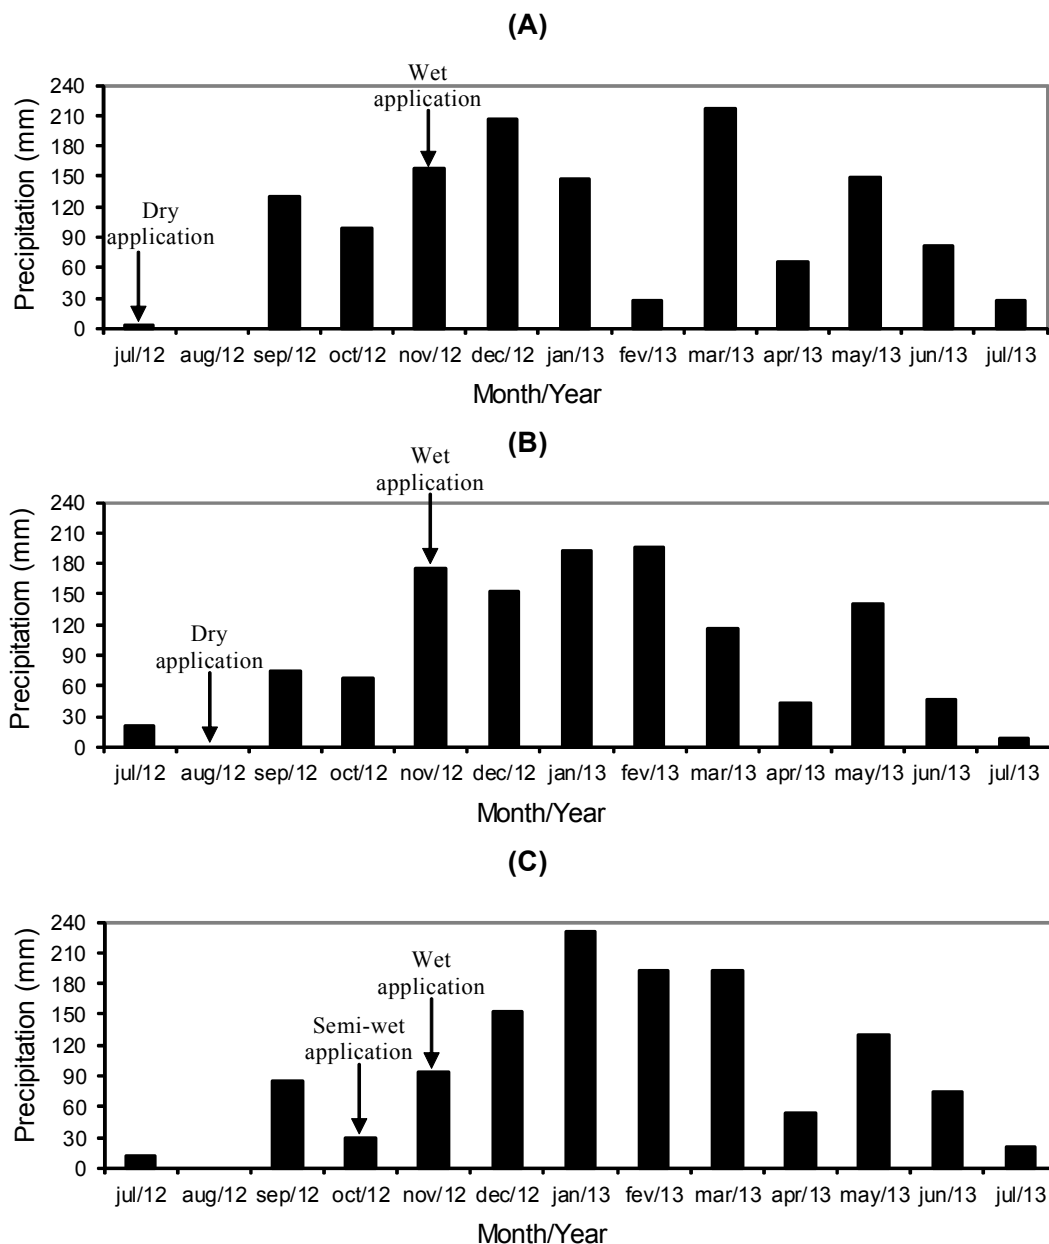 (A)
Wet
application
Dry
application
Precipitation (mm)
240
210
180
150
120
90
60
30
0
jul/12 aug/12 sep/12 oct/12 nov/12 dec/12 jan/13 fev/13 mar/13 apr/13 may/13 jun/13 jul/13
Month/Year
(B)
Wet
application
Dry
application
Precipitatiom (mm)
240
210
180
150
120
90
60
30
0
jul/12 aug/12 sep/12 oct/12 nov/12 dec/12 jan/13 fev/13 mar/13 apr/13 may/13 jun/13 jul/13
Month/Year
(C)
Wet
application
Semi-wet
application
Precipitation (mm)
240
210
180
150
120
90
60
30
0
jul/12 aug/12 sep/12 oct/12 nov/12 dec/12 jan/13 fev/13 mar/13 apr/13 may/13 jun/13 jul/13
Month/Year